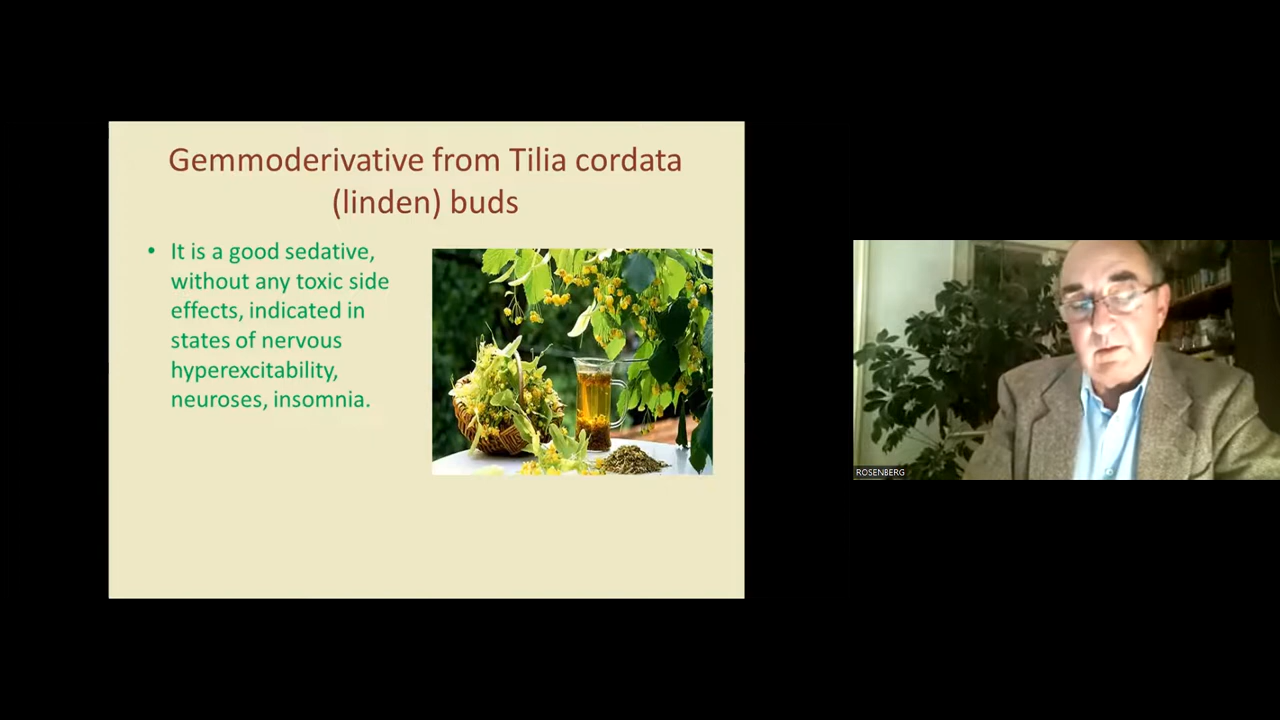 Gemmoderivative from Tilia cordata
(linden) buds
• It is a good sedative,
without any toxic side
effects, indicated in
states of nervous
hyperexcitability,
neuroses, insomnia.
ROSENBERG